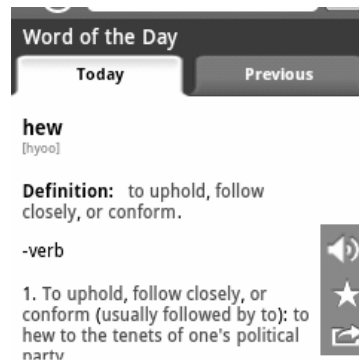 Word of the Day
Today
Previous
hew
[hyoo]
Definition: to uphold, follow
closely, or conform.
-verb
1. To uphold, follow closely, or
conform (usually followed by to): to
hew to the tenets of one's political
party